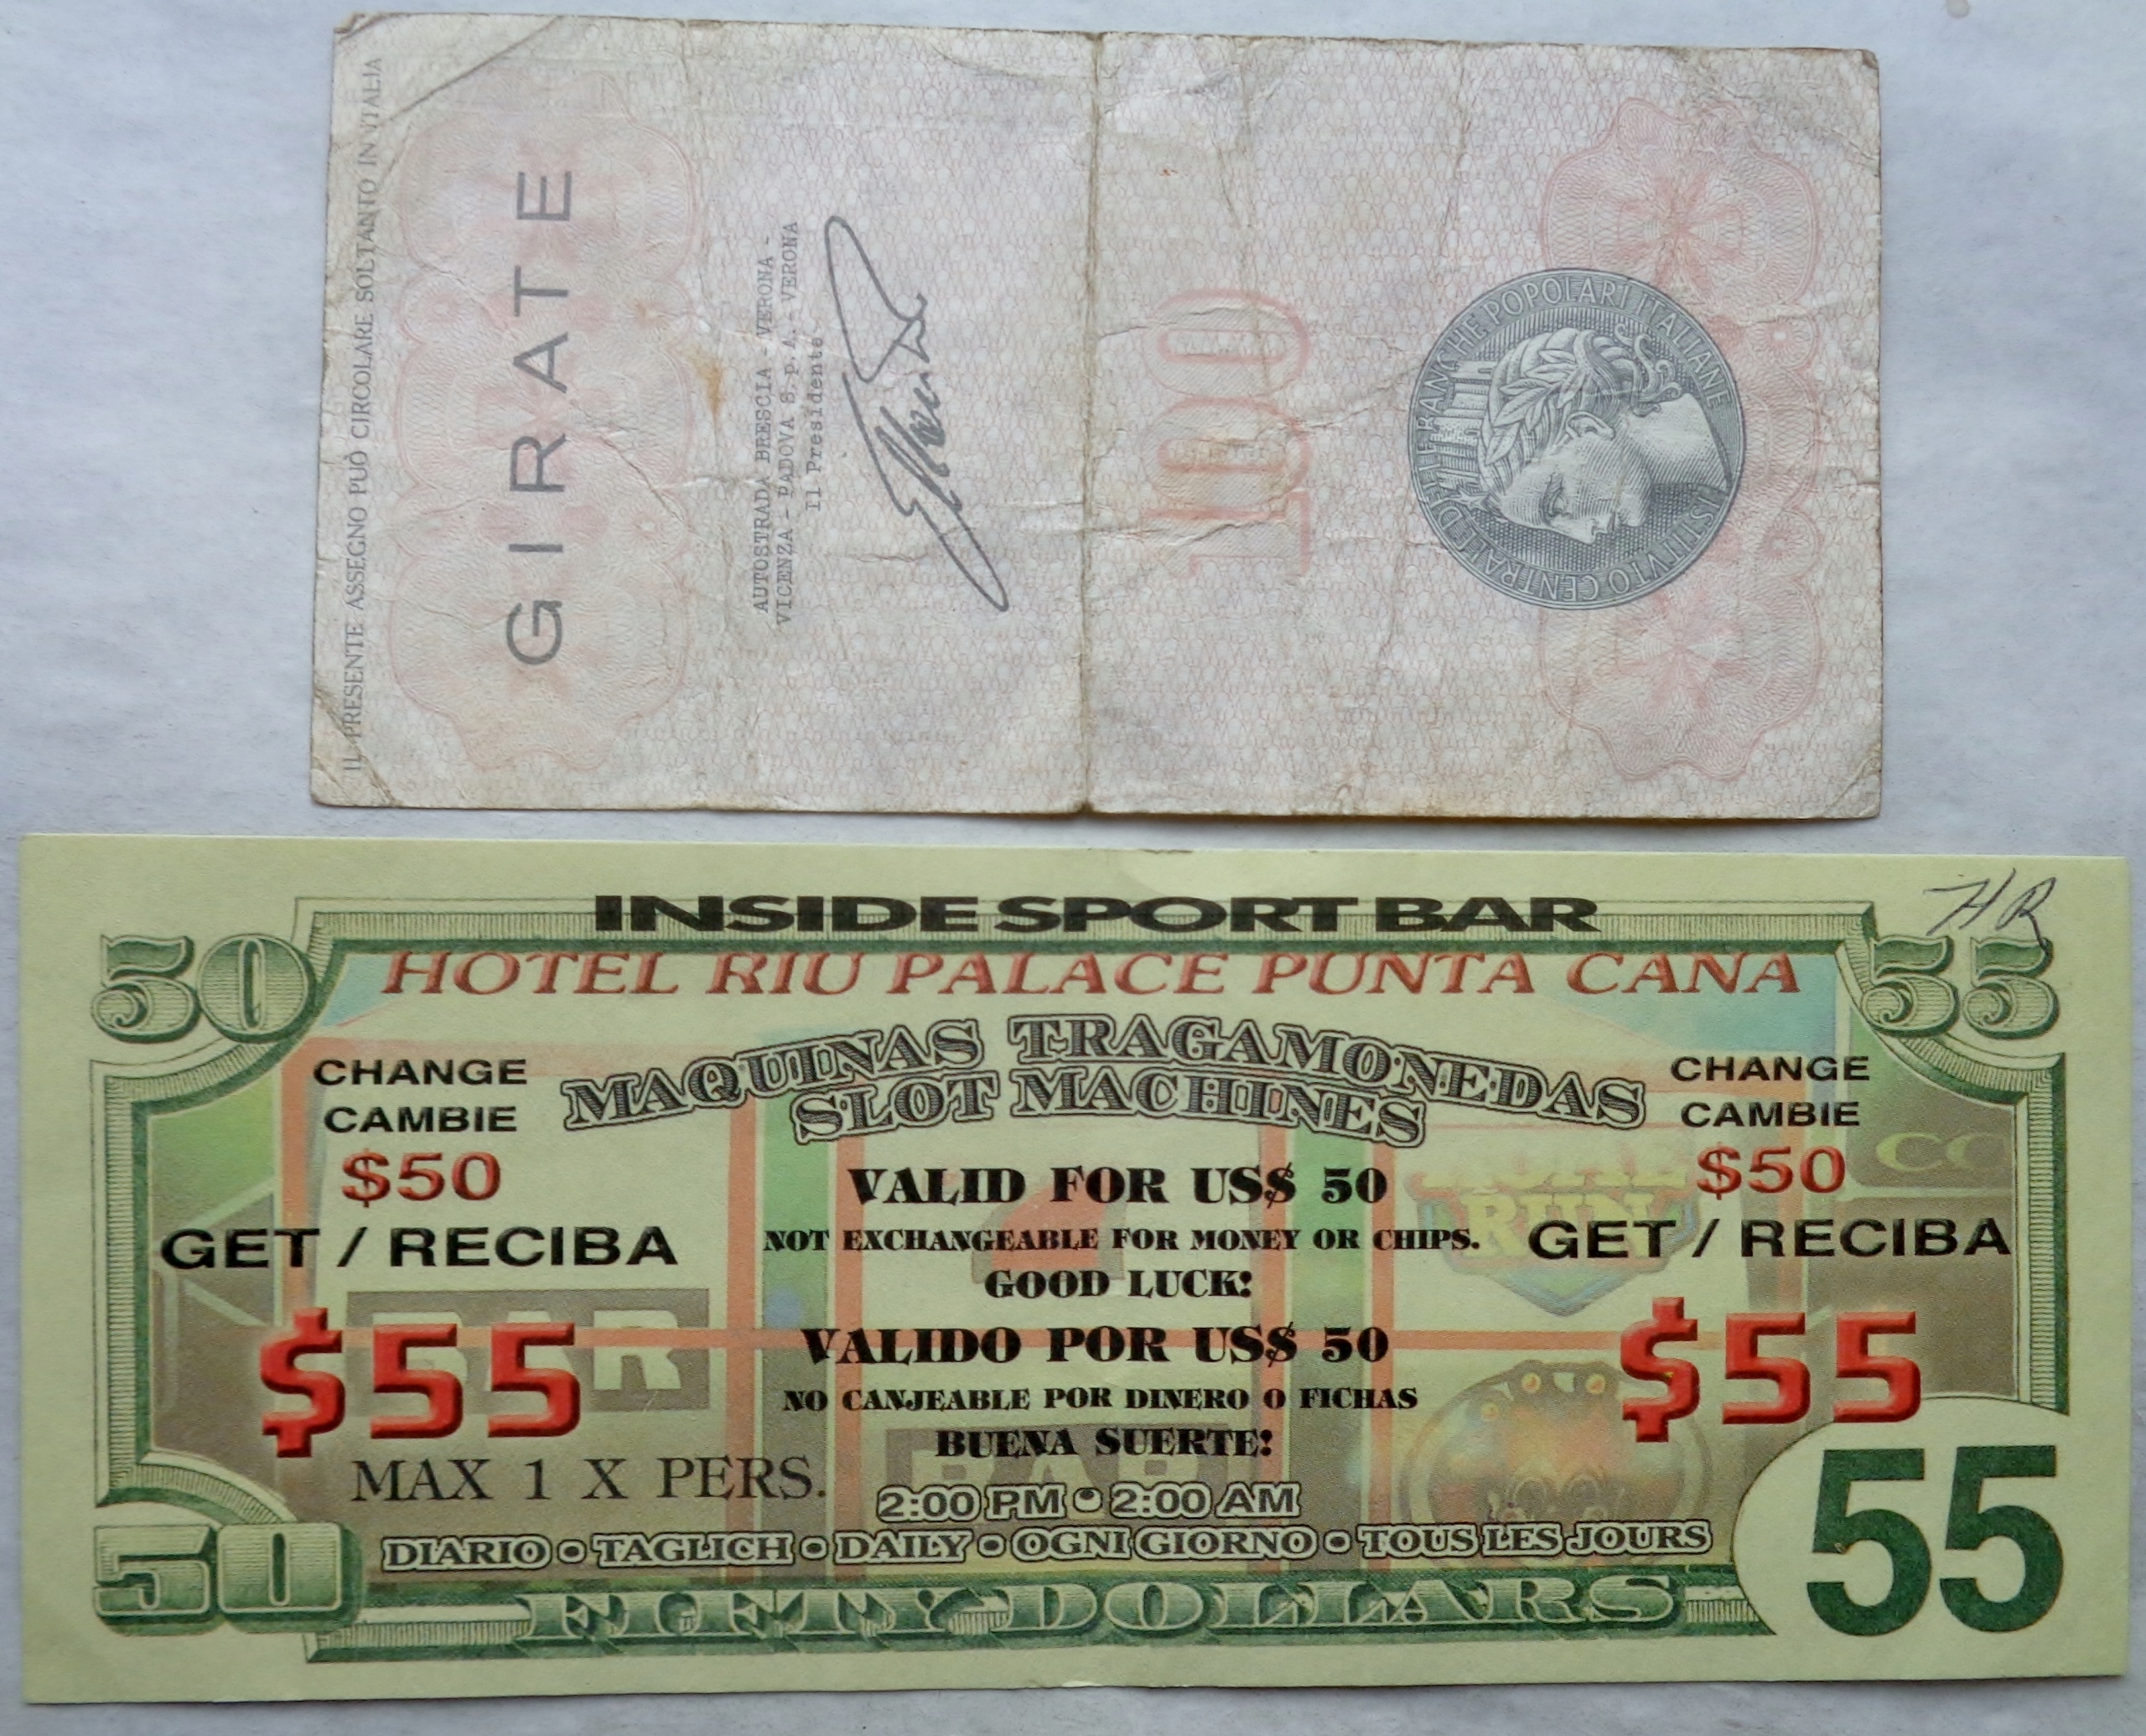 IL PRESENTE ASSEGNO PUÒ CIRCOLARE SOLTANTO IN ITALIA
GIRATE
AUTOSTRADA BRESCIA - VERONA -
VICENZA - PADOVA S.p.A. - VERONA
Il Presidente
100
ISTITVTO CENTRALE DELLE BANCHE POPOLARI ITALIANE
INSIDE SPORT BAR
HR
50 55
HOTEL RIU PALACE PUNTA CANA
MAQUINAS TRAGAMONEDAS
SLOT MACHINES
CHANGE
CAMBIE
$50
GET / RECIBA
$55
MAX 1 X PERS.
VALID FOR US$ 50
NOT EXCHANGEABLE FOR MONEY OR CHIPS.
GOOD LUCK!
VALIDO POR US$ 50
NO CANJEABLE POR DINERO O FICHAS
BUENA SUERTE!
2:00 PM • 2:00 AM
CHANGE
CAMBIE
$50
GET / RECIBA
$55
RUN
BAR
DIARIO • TAGLICH • DAILY • OGNI GIORNO • TOUS LES JOURS
50 FIFTY DOLLARS 55